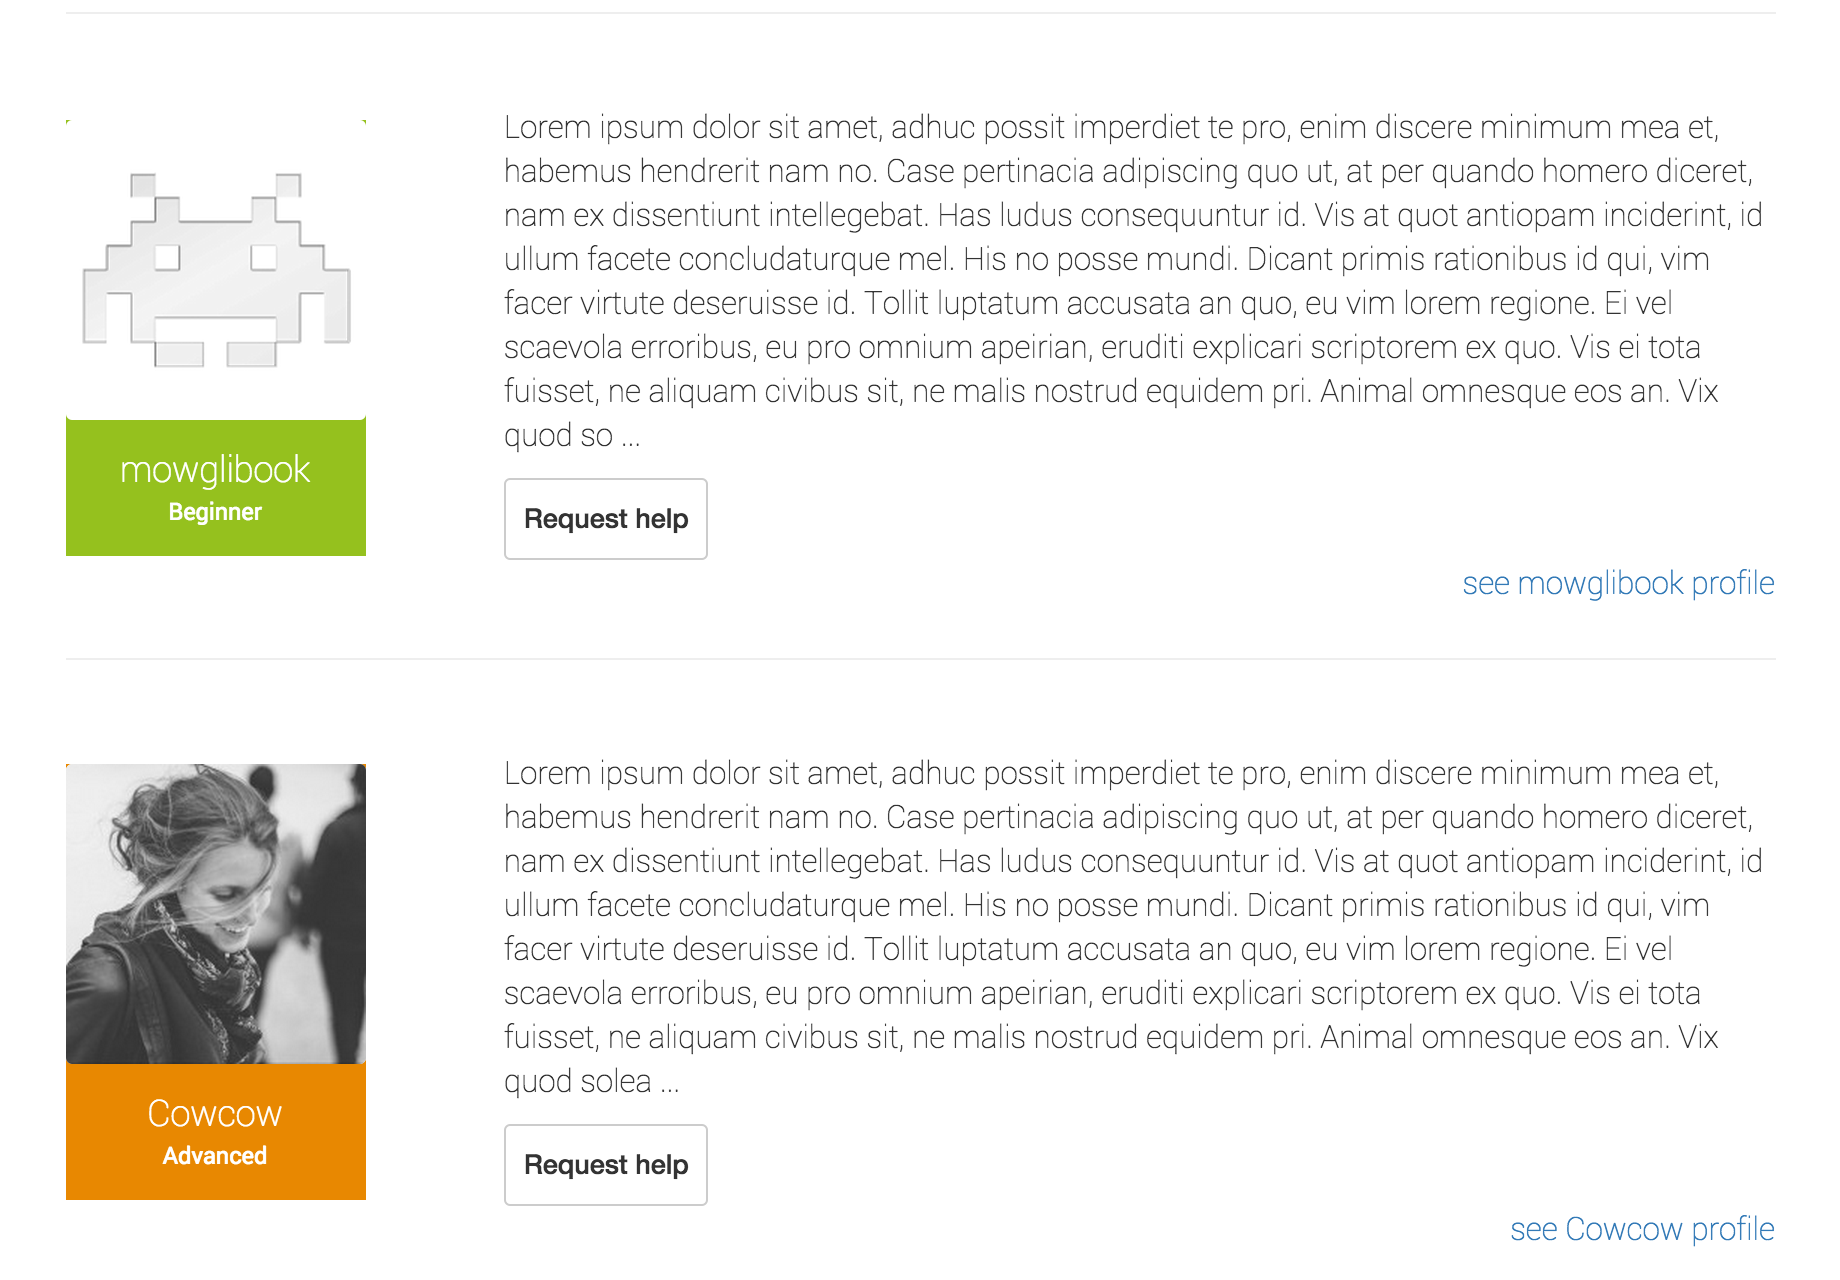 Lorem ipsum dolor sit amet, adhuc possit imperdiet te pro, enim discere minimum mea et,
habemus hendrerit nam no. Case pertinacia adipiscing quo ut, at per quando homero diceret,
nam ex dissentiunt intellegebat. Has ludus consequuntur id. Vis at quot antiopam inciderint, id
ullum facete concludaturque mel. His no posse mundi. Dicant primis rationibus id qui, vim
facer virtute deseruisse id. Tollit luptatum accusata an quo, eu vim lorem regione. Ei vel
scaevola erroribus, eu pro omnium apeirian, eruditi explicari scriptorem ex quo. Vis ei tota
fuisset, ne aliquam civibus sit, ne malis nostrud equidem pri. Animal omnesque eos an. Vix
quod so ...
mowglibook
Beginner
Request help
see mowglibook profile
Lorem ipsum dolor sit amet, adhuc possit imperdiet te pro, enim discere minimum mea et,
habemus hendrerit nam no. Case pertinacia adipiscing quo ut, at per quando homero diceret,
nam ex dissentiunt intellegebat. Has ludus consequuntur id. Vis at quot antiopam inciderint, id
ullum facete concludaturque mel. His no posse mundi. Dicant primis rationibus id qui, vim
facer virtute deseruisse id. Tollit luptatum accusata an quo, eu vim lorem regione. Ei vel
scaevola erroribus, eu pro omnium apeirian, eruditi explicari scriptorem ex quo. Vis ei tota
fuisset, ne aliquam civibus sit, ne malis nostrud equidem pri. Animal omnesque eos an. Vix
quod solea ...
Cowcow
Advanced
Request help
see Cowcow profile